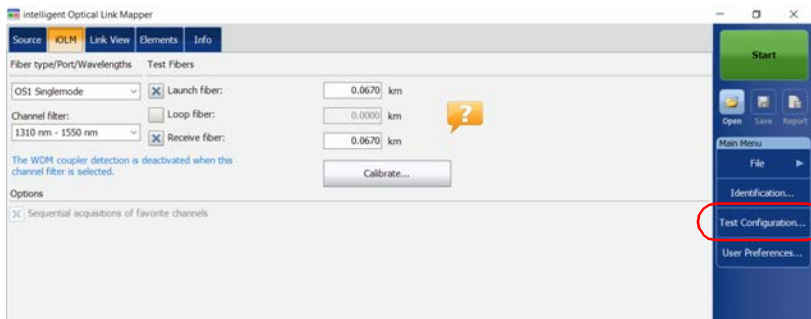 intelligent Optical Link Mapper
Source iOLM Link View Elements Info
Fiber type/Port/Wavelengths Test Fibers
OS1 Singlemode
Launch fiber: 0.0670 km
Channel filter:
Loop fiber: 0.0000 km
1310 nm - 1550 nm
Receive fiber: 0.0670 km
?
The WDM coupler detection is deactivated when this
channel filter is selected.
Calibrate...
Options
Sequential acquisitions of favorite channels
Start
Open Save Report
Main Menu
File
Identification...
Test Configuration...
User Preferences...